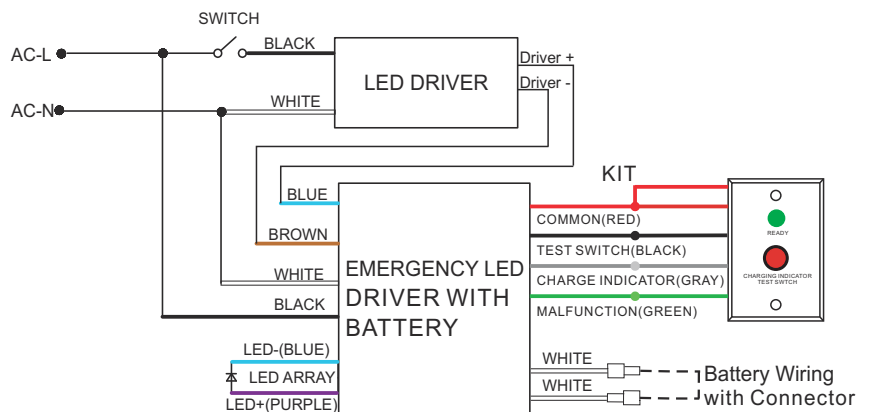 SWITCH
AC-L
BLACK
LED DRIVER
Driver +
Driver -
AC-N
WHITE
KIT
BLUE
COMMON(RED)
BROWN
TEST SWITCH(BLACK)
WHITE
CHARGE INDICATOR(GRAY)
BLACK
MALFUNCTION(GREEN)
EMERGENCY LED
DRIVER WITH
BATTERY
READY
CHARGING INDICATOR
TEST SWTCH
LED-(BLUE)
LED ARRAY
LED+(PURPLE)
WHITE
WHITE
Battery Wiring
with Connector